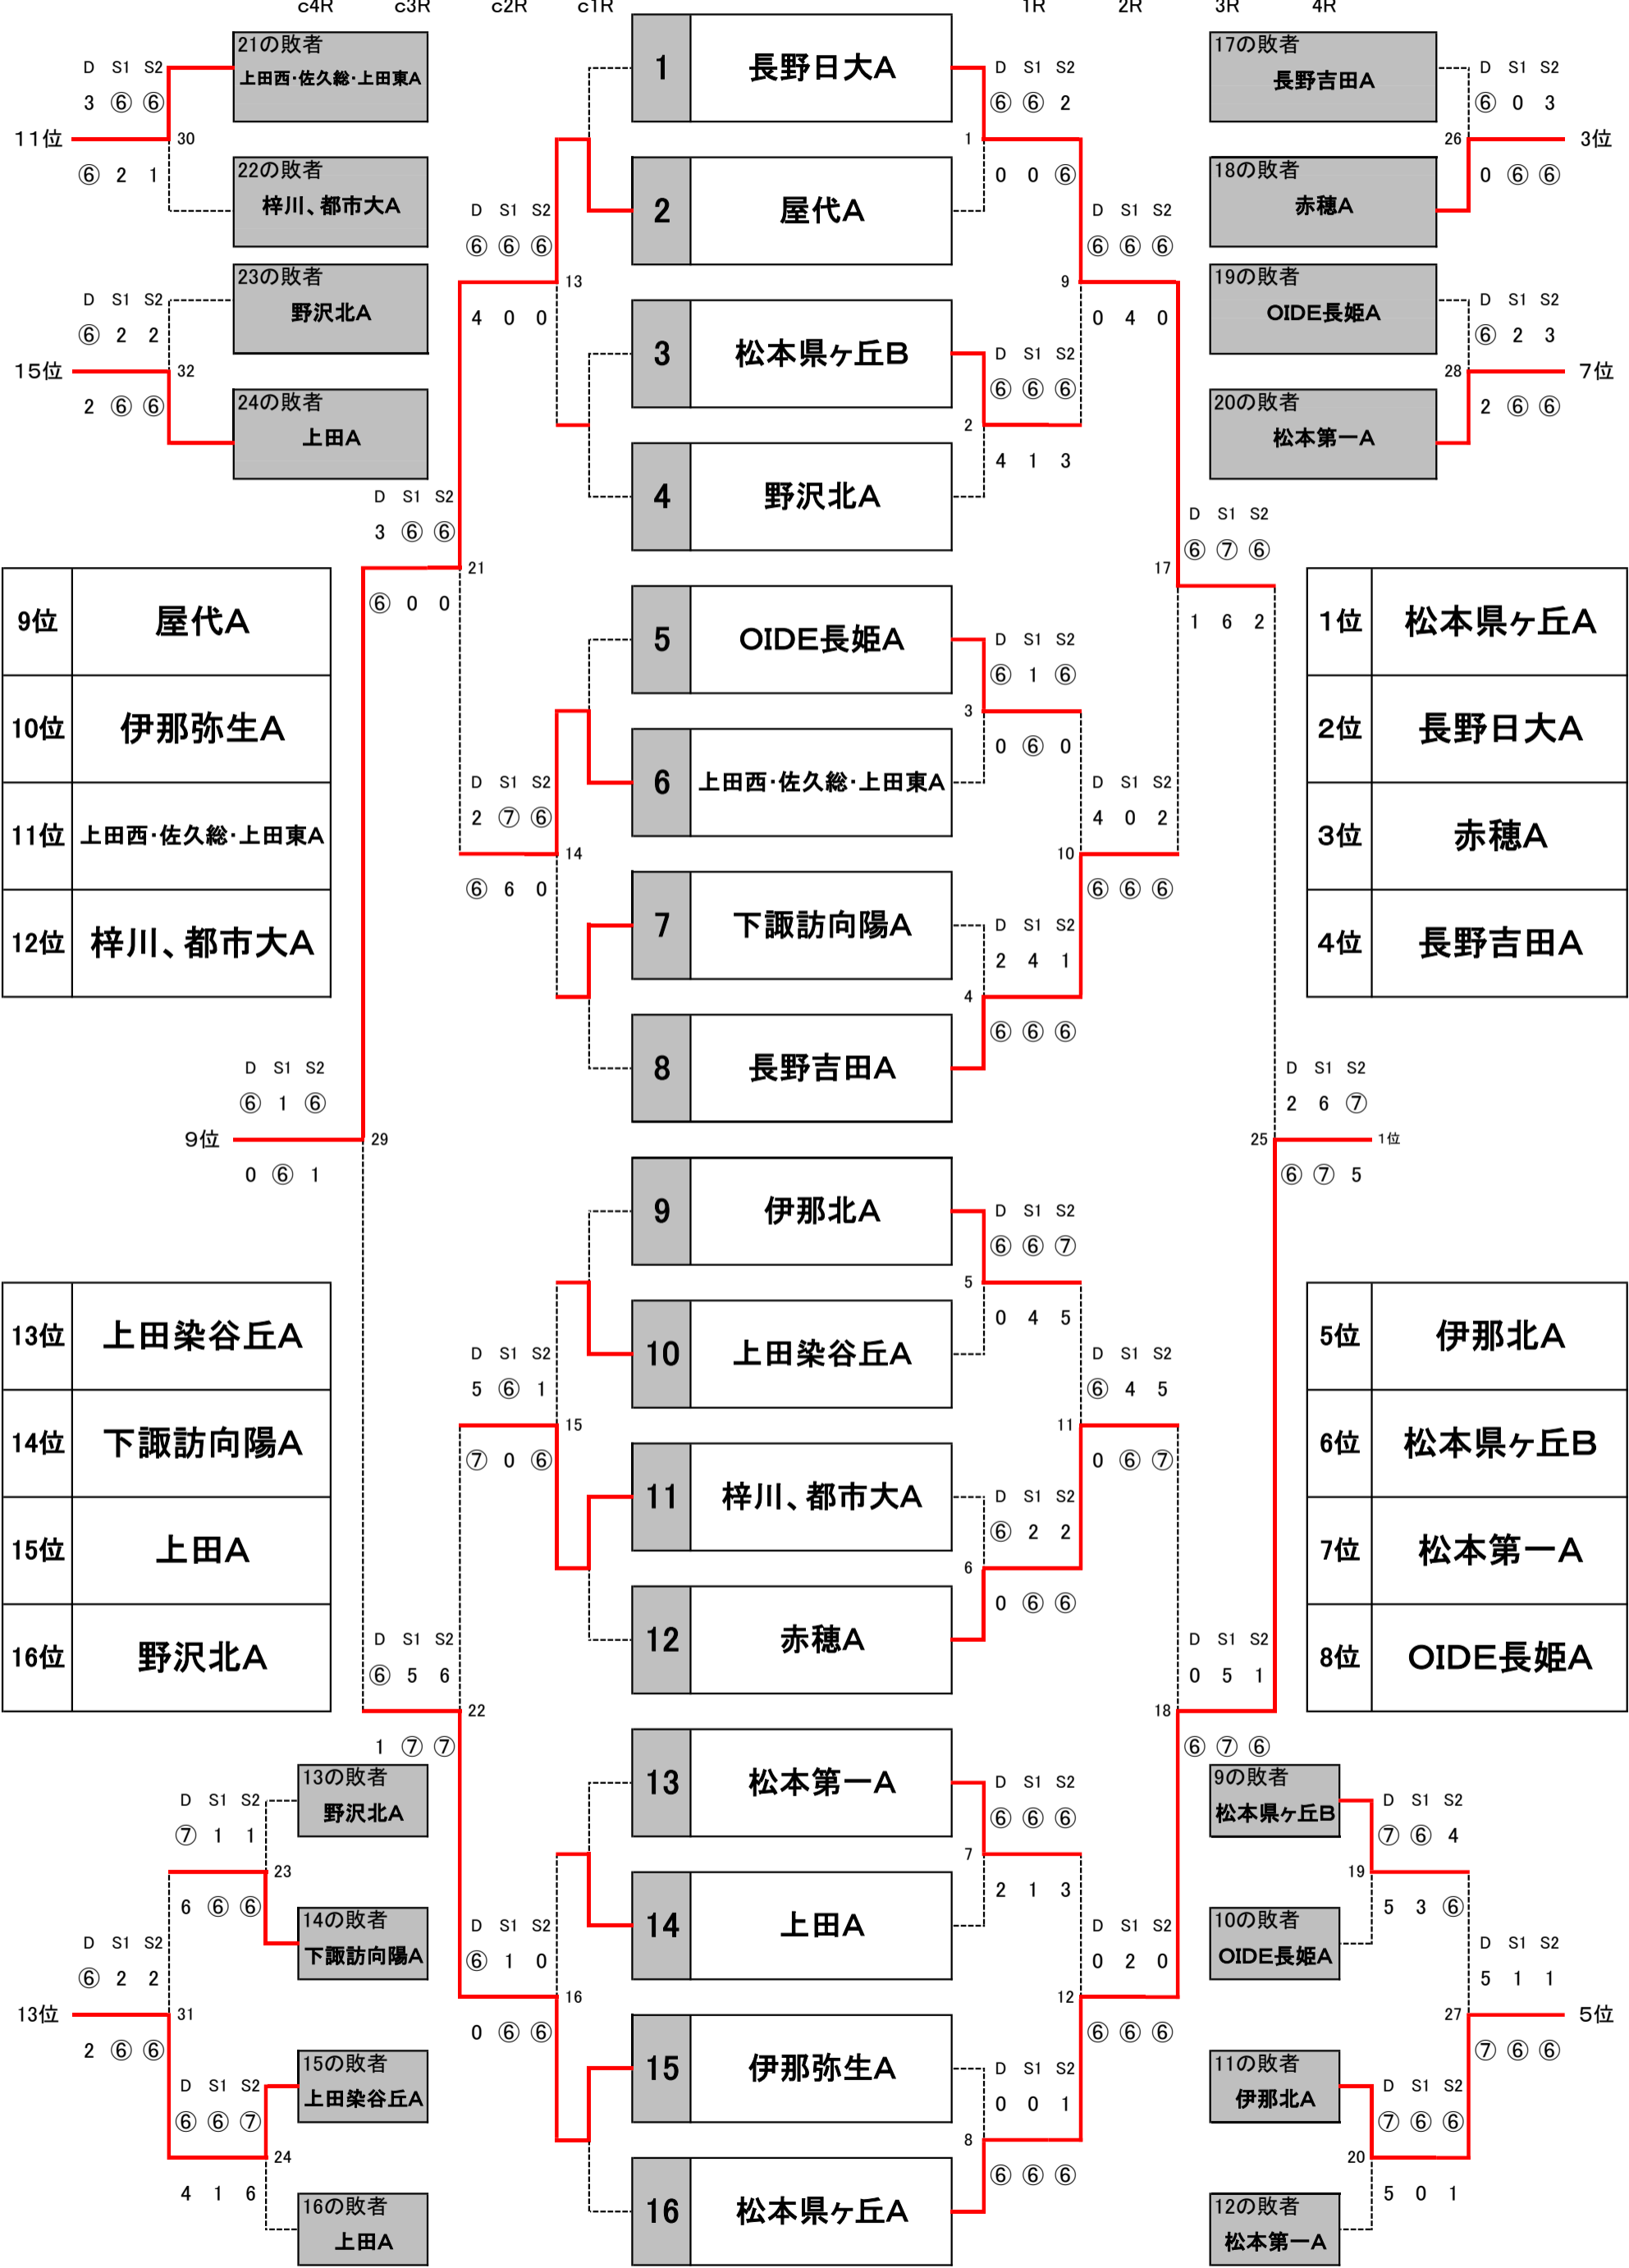 c4R c3R c2R c1R 1R 2R 3R 4R
21の敗者
上田西・佐久総・上田東A
D S1 S2
3 ⑥ ⑥
11位 30
⑥ 2 1
22の敗者
梓川、都市大A
23の敗者
野沢北A
D S1 S2
⑥ 2 2
15位 32
2 ⑥ ⑥
24の敗者
上田A
D S1 S2
⑥ ⑥ ⑥
13
4 0 0
D S1 S2
3 ⑥ ⑥
21
⑥ 0 0
9位 屋代A
10位 伊那弥生A
11位 上田西・佐久総・上田東A
12位 梓川、都市大A
D S1 S2
2 ⑦ ⑥
14
⑥ 6 0
D S1 S2
⑥ 1 ⑥
9位 29
0 ⑥ 1
13位 上田染谷丘A
14位 下諏訪向陽A
15位 上田A
16位 野沢北A
D S1 S2
5 ⑥ 1
15
⑦ 0 ⑥
D S1 S2
⑥ 5 6
22
1 ⑦ ⑦
13の敗者
野沢北A
D S1 S2
⑦ 1 1
23
6 ⑥ ⑥
14の敗者
下諏訪向陽A
D S1 S2
⑥ 2 2
13位 31
2 ⑥ ⑥
15の敗者
上田染谷丘A
D S1 S2
⑥ ⑥ ⑦
24
4 1 6
16の敗者
上田A
D S1 S2
⑥ 1 0
16
0 ⑥ ⑥
1 長野日大A
2 屋代A
3 松本県ヶ丘B
4 野沢北A
5 OIDE長姫A
6 上田西・佐久総・上田東A
7 下諏訪向陽A
8 長野吉田A
9 伊那北A
10 上田染谷丘A
11 梓川、都市大A
12 赤穂A
13 松本第一A
14 上田A
15 伊那弥生A
16 松本県ヶ丘A
D S1 S2
⑥ ⑥ 2
1
0 0 ⑥
D S1 S2
⑥ ⑥ ⑥
2
4 1 3
D S1 S2
⑥ 1 ⑥
3
0 ⑥ 0
D S1 S2
2 4 1
4
⑥ ⑥ ⑥
D S1 S2
⑥ ⑥ ⑦
5
0 4 5
D S1 S2
⑥ 2 2
6
0 ⑥ ⑥
D S1 S2
⑥ ⑥ ⑥
7
2 1 3
D S1 S2
0 0 1
8
⑥ ⑥ ⑥
D S1 S2
⑥ ⑥ ⑥
9
0 4 0
D S1 S2
4 0 2
10
⑥ ⑥ ⑥
D S1 S2
⑥ 4 5
11
0 ⑥ ⑦
D S1 S2
0 2 0
12
⑥ ⑥ ⑥
D S1 S2
⑥ ⑦ ⑥
17
1 6 2
D S1 S2
0 5 1
18
⑥ ⑦ ⑥
D S1 S2
2 6 ⑦
25 1位
⑥ ⑦ 5
17の敗者
長野吉田A
D S1 S2
⑥ 0 3
26 3位
0 ⑥ ⑥
18の敗者
赤穂A
19の敗者
OIDE長姫A
D S1 S2
⑥ 2 3
28 7位
2 ⑥ ⑥
20の敗者
松本第一A
1位 松本県ヶ丘A
2位 長野日大A
3位 赤穂A
4位 長野吉田A
5位 伊那北A
6位 松本県ヶ丘B
7位 松本第一A
8位 OIDE長姫A
9の敗者
松本県ヶ丘B
D S1 S2
⑦ ⑥ 4
19
5 3 ⑥
10の敗者
OIDE長姫A
D S1 S2
5 1 1
27 5位
⑦ ⑥ ⑥
11の敗者
伊那北A
D S1 S2
⑦ ⑥ ⑥
20
5 0 1
12の敗者
松本第一A